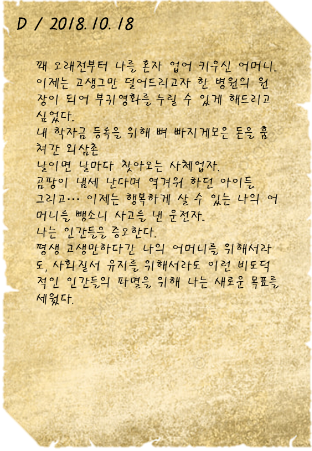 D / 2018.10.18
꽤 오래전부터 나를 혼자 업어 키우신 어머니.
이제는 고생그만 덜어드리고자 한 병원의 원
장이 되어 부귀영화를 누릴 수 있게 해드리고
싶었다.
내 학자금 등록을 위해 뼈 빠지게모은 돈을 훔
쳐간 외삼촌
날이면 날마다 찾아오는 사체업자.
곰팡이 냄세 난다며 역겨워 하던 아이들.
그리고… 이제는 행복하게 살 수 있는 나의 어
머니를 뺑소니 사고를 낸 운전자.
나는 인간들을 증오한다.
평생 고생만하다간 나의 어머니를 위해서라
도, 사회질서 유지를 위해서라도 이런 비도덕
적인 인간들의 파멸을 위해 나는 새로운 목표를
세웠다.